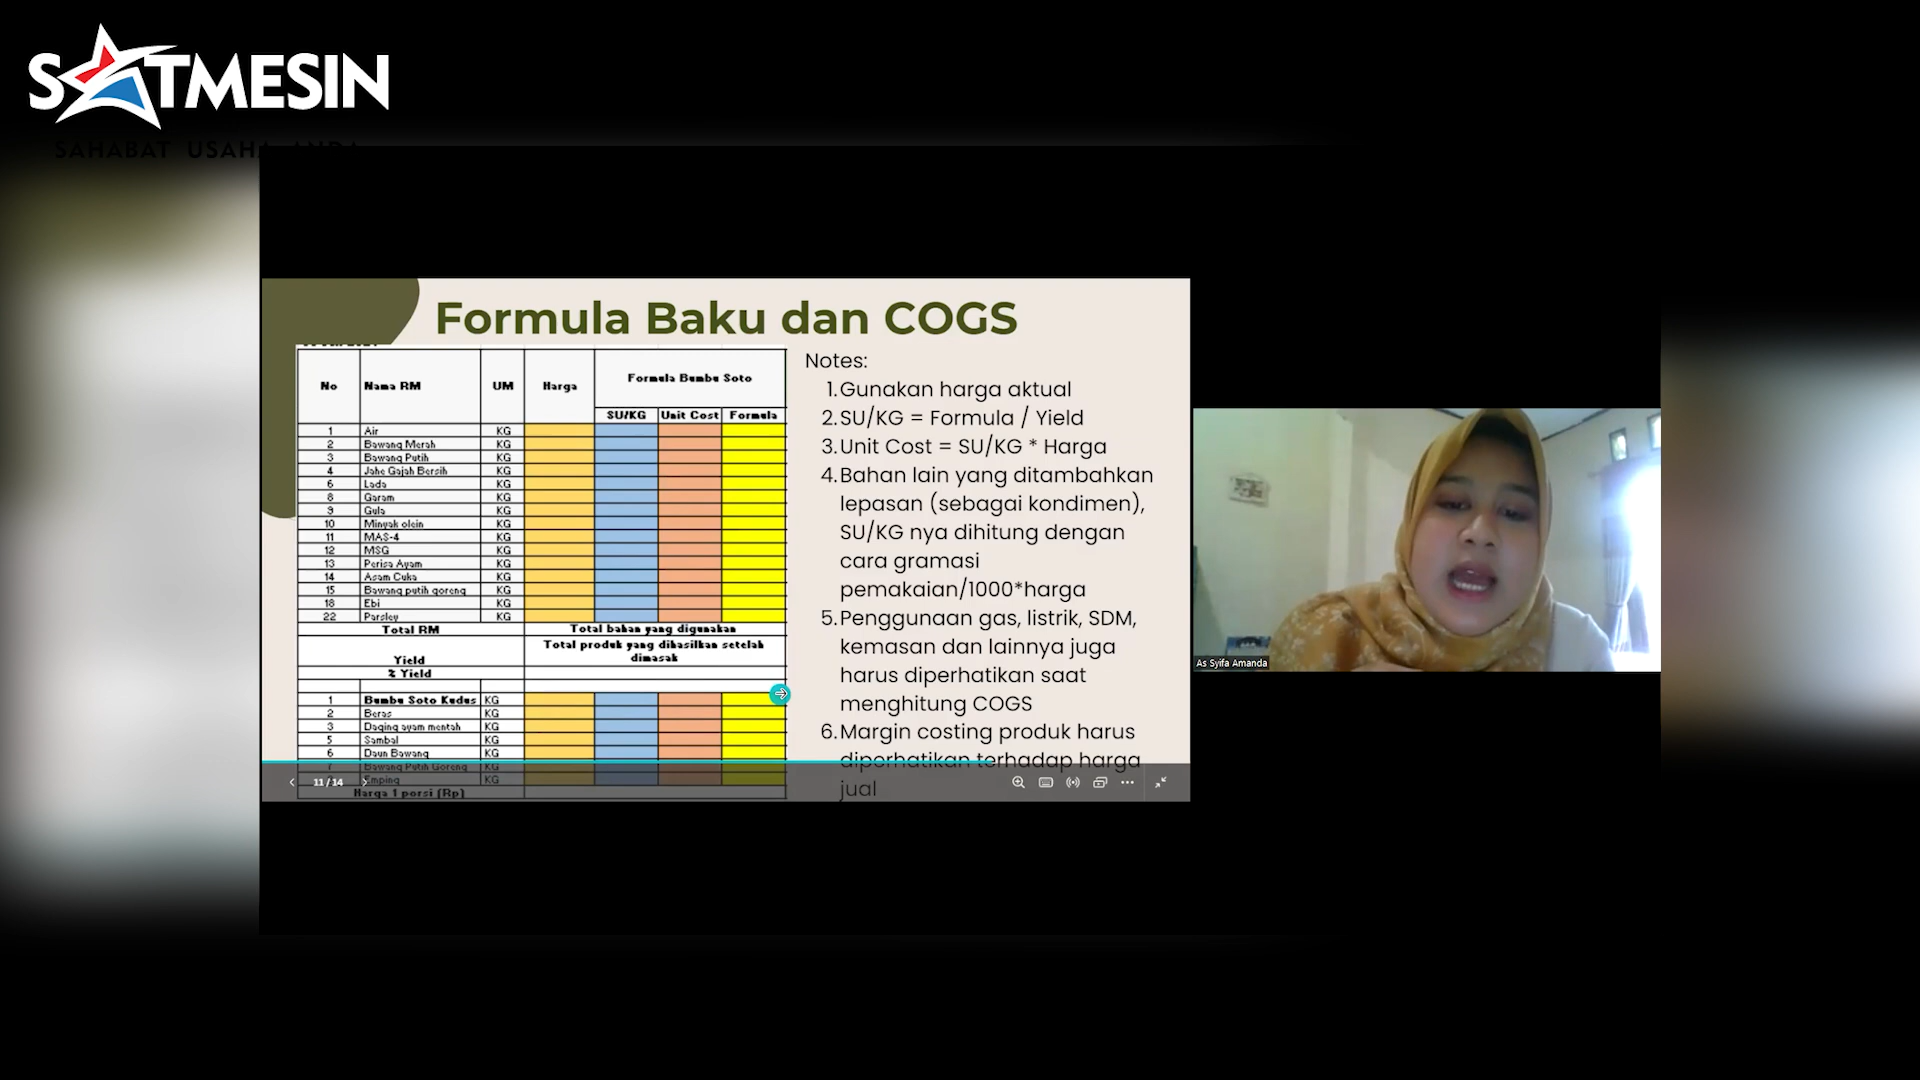 SATMESIN
SAHABAT USAHA ANDA
Formula Baku dan COGS
No Nama RM UM Harga Formula Bumbu Soto
SU/KG Unit Cost Formula
1 Air KG
2 Bawang Merah KG
3 Bawang Putih KG
4 Jahe Gajah Bersih KG
6 Lada KG
8 Garam KG
9 Gula KG
10 Minyak olein KG
11 MAS-4 KG
12 MSG KG
13 Perisa Ayam KG
14 Asam Cuka KG
15 Bawang putih goreng KG
18 Ebi KG
22 Parsley KG
Total RM Total bahan yang digunakan
Yield Total produk yang dihasilkan setelah
dimasak
% Yield
1 Bumbu Soto Kudus KG
2 Beras KG
3 Daging ayam mentah KG
5 Sambal KG
6 Daun Bawang KG
7 Bawang Putih Goreng KG
Emping KG
Harga 1 porsi (Rp)
11 / 14
Notes:
1. Gunakan harga aktual
2. SU/KG = Formula / Yield
3. Unit Cost = SU/KG * Harga
4. Bahan lain yang ditambahkan
lepasan (sebagai kondimen),
SU/KG nya dihitung dengan
cara gramasi
pemakaian/1000*harga
5. Penggunaan gas, listrik, SDM,
kemasan dan lainnya juga
harus diperhatikan saat
menghitung COGS
6. Margin costing produk harus
diperhatikan terhadap harga
jual
As Syifa Amanda